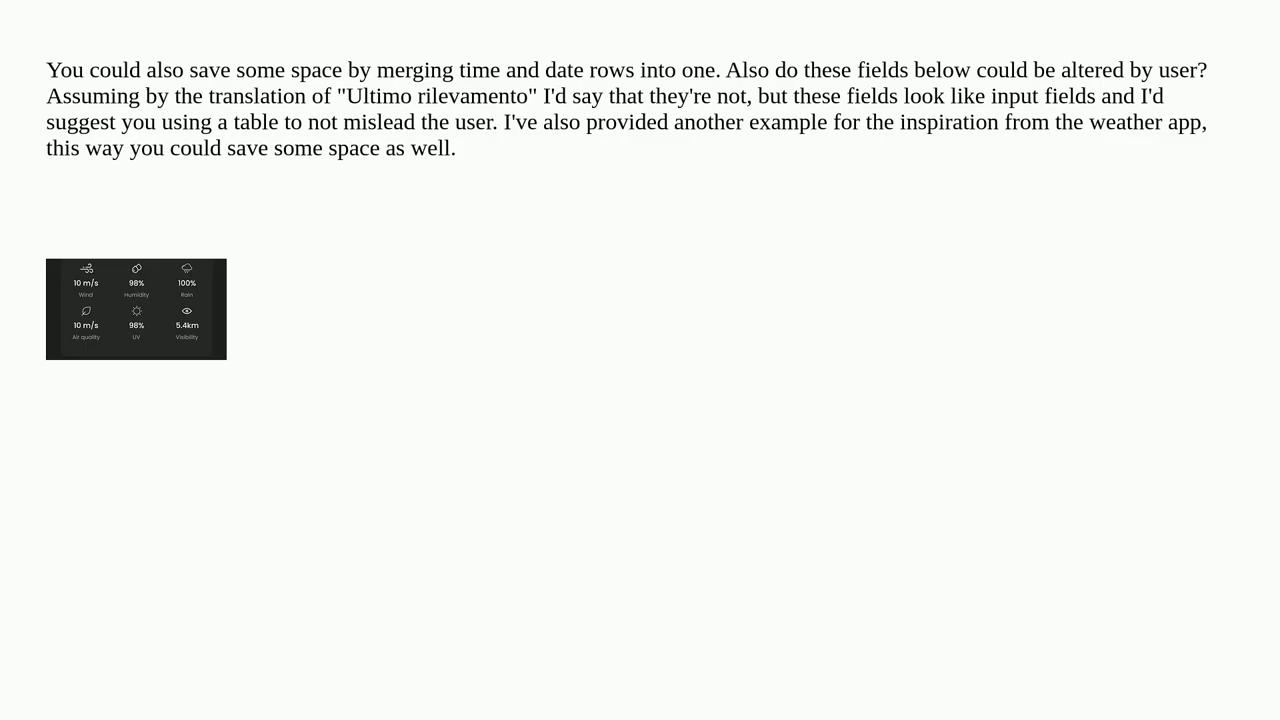 You could also save some space by merging time and date rows into one. Also do these fields below could be altered by user?
Assuming by the translation of "Ultimo rilevamento" I'd say that they're not, but these fields look like input fields and I'd
suggest you using a table to not mislead the user. I've also provided another example for the inspiration from the weather app,
this way you could save some space as well.
10 m/s 98% 100%
Wind Humidity Rain
10 m/s 98% 5.4km
Air quality UV Visibility